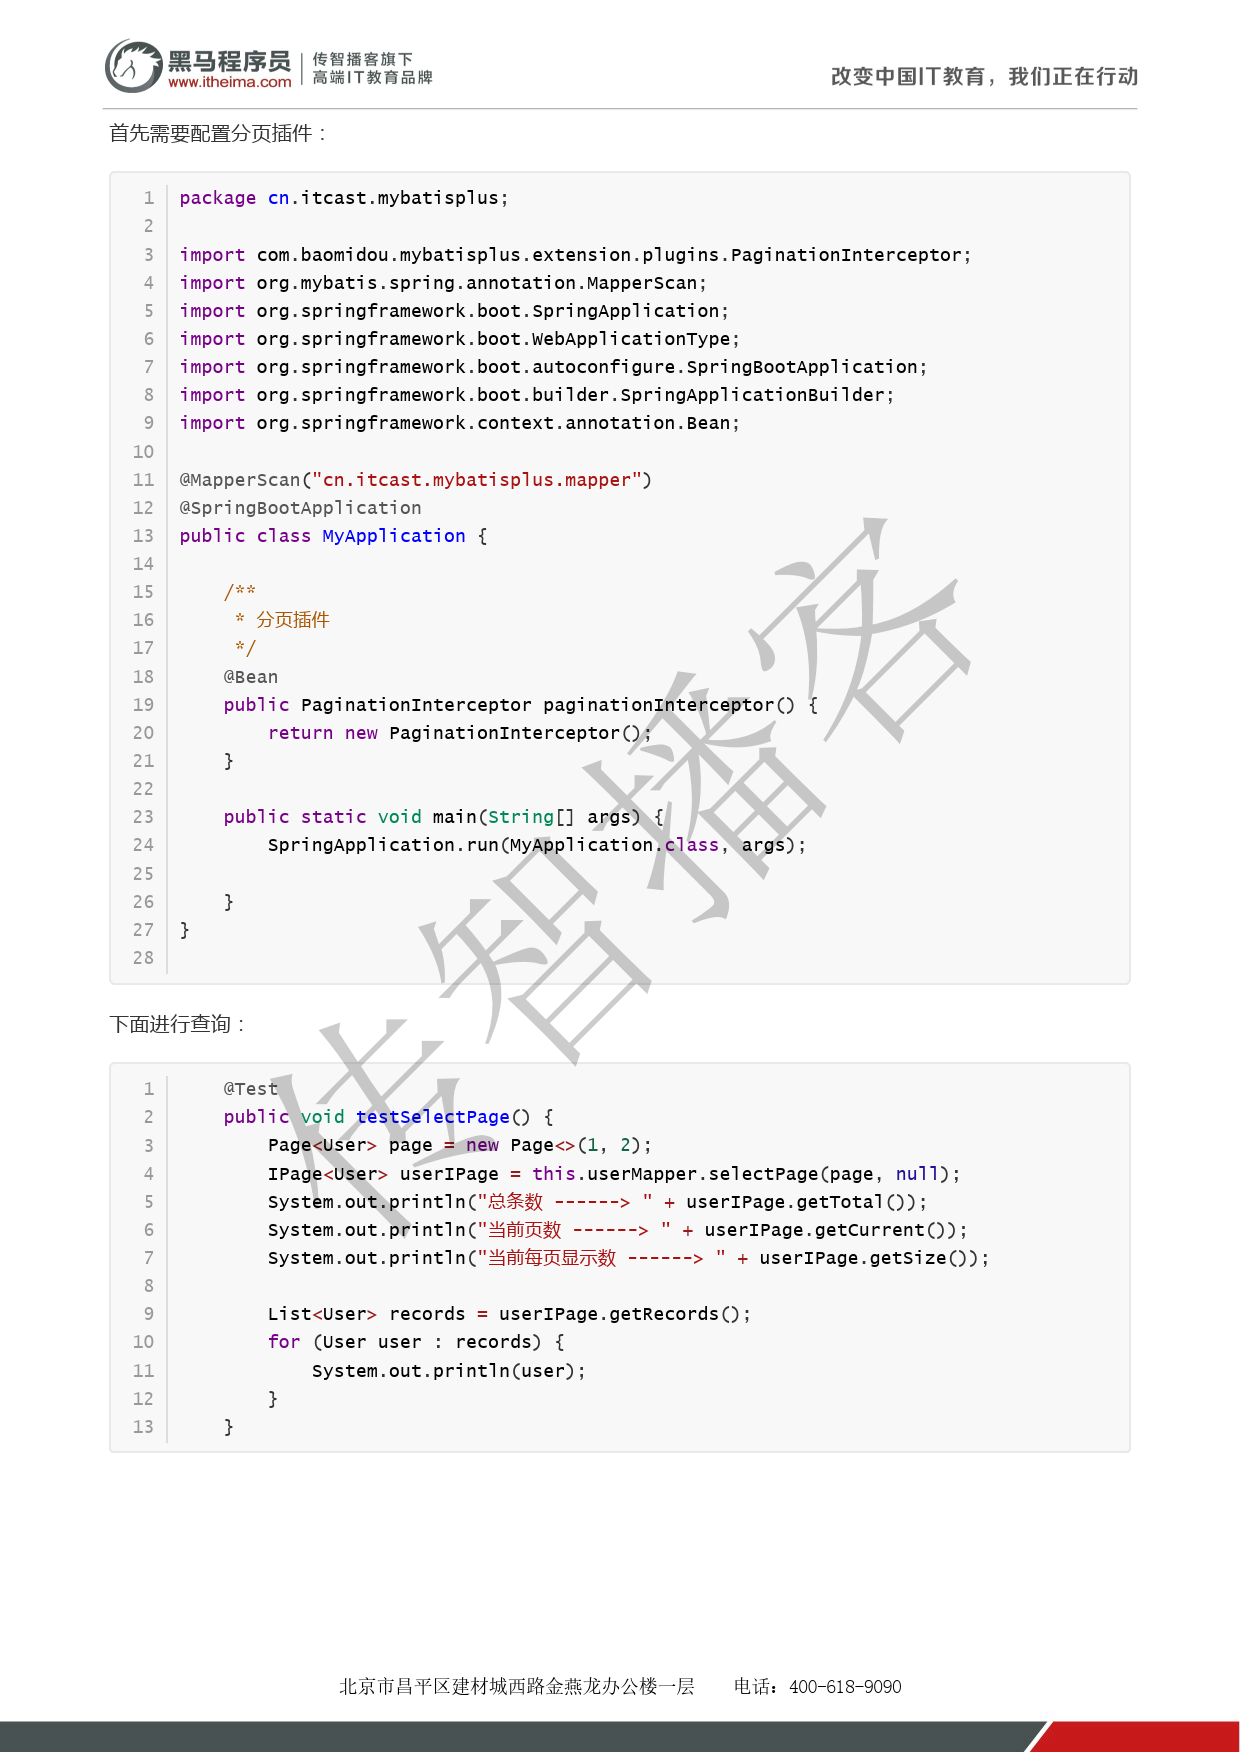 黑马程序员 传智播客旗下
www.itheima.com 高端IT教育品牌
改变中国IT教育，我们正在行动
首先需要配置分页插件：
1 package cn.itcast.mybatisplus;
2
3 import com.baomidou.mybatisplus.extension.plugins.PaginationInterceptor;
4 import org.mybatis.spring.annotation.MapperScan;
5 import org.springframework.boot.SpringApplication;
6 import org.springframework.boot.WebApplicationType;
7 import org.springframework.boot.autoconfigure.SpringBootApplication;
8 import org.springframework.boot.builder.SpringApplicationBuilder;
9 import org.springframework.context.annotation.Bean;
10
11 @MapperScan("cn.itcast.mybatisplus.mapper")
12 @SpringBootApplication
13 public class MyApplication {
14
15     /**
16      * 分页插件
17      */
18     @Bean
19     public PaginationInterceptor paginationInterceptor() {
20         return new PaginationInterceptor();
21     }
22
23     public static void main(String[] args) {
24         SpringApplication.run(MyApplication.class, args);
25
26     }
27 }
28
下面进行查询：
1     @Test
2     public void testSelectPage() {
3         Page<User> page = new Page<>(1, 2);
4         IPage<User> userIPage = this.userMapper.selectPage(page, null);
5         System.out.println("总条数 ------> " + userIPage.getTotal());
6         System.out.println("当前页数 ------> " + userIPage.getCurrent());
7         System.out.println("当前每页显示数 ------> " + userIPage.getSize());
8
9         List<User> records = userIPage.getRecords();
10         for (User user : records) {
11             System.out.println(user);
12         }
13     }
传智播客
北京市昌平区建材城西路金燕龙办公楼一层 电话：400-618-9090